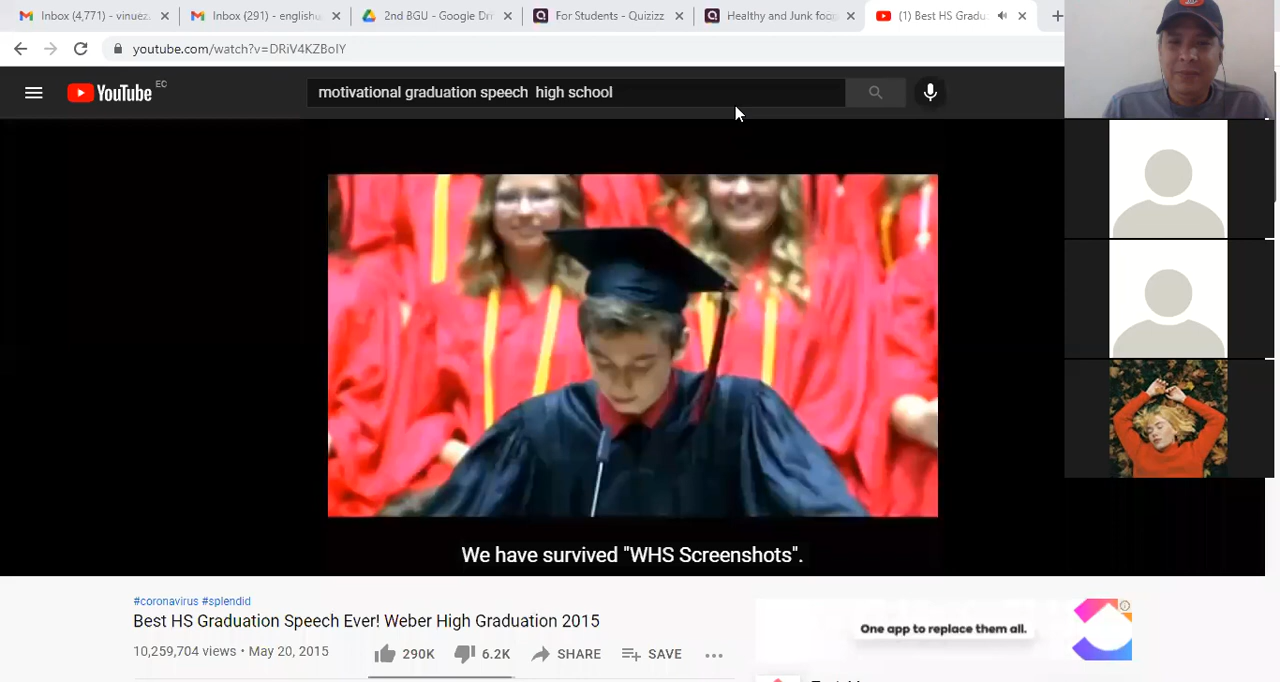 Inbox (4,771) - vinuez
Inbox (291) - english
2nd BGU - Google Dri
For Students - Quizizz
Healthy and Junk foo
(1) Best HS Gradu
youtube.com/watch?v=DRiV4KZBoIY
YouTube EC
motivational graduation speech high school
We have survived "WHS Screenshots".
#coronavirus #splendid
Best HS Graduation Speech Ever! Weber High Graduation 2015
10,259,704 views • May 20, 2015
290K
6.2K
SHARE
SAVE
One app to replace them all.